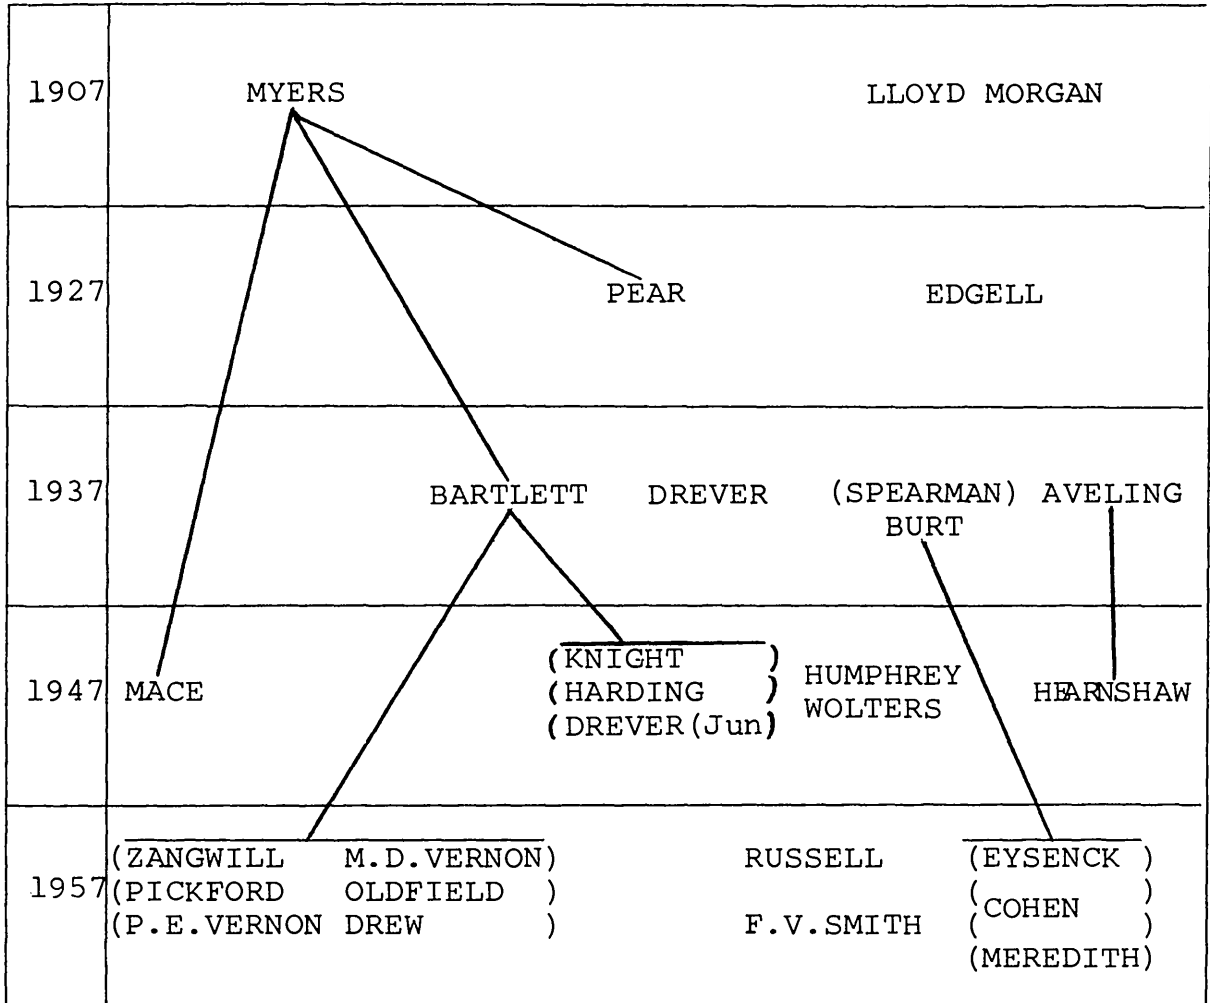 1907 MYERS LLOYD MORGAN
1927 PEAR EDGELL
1937 BARTLETT DREVER (SPEARMAN) AVELING
BURT
(KNIGHT )
1947 MACE (HARDING ) HUMPHREY HEARNSHAW
(DREVER(Jun) WOLTERS
(ZANGWILL M.D.VERNON) RUSSELL (EYSENCK )
1957 (PICKFORD OLDFIELD ) ( )
(COHEN )
(P.E.VERNON DREW ) F.V.SMITH ( )
(MEREDITH)